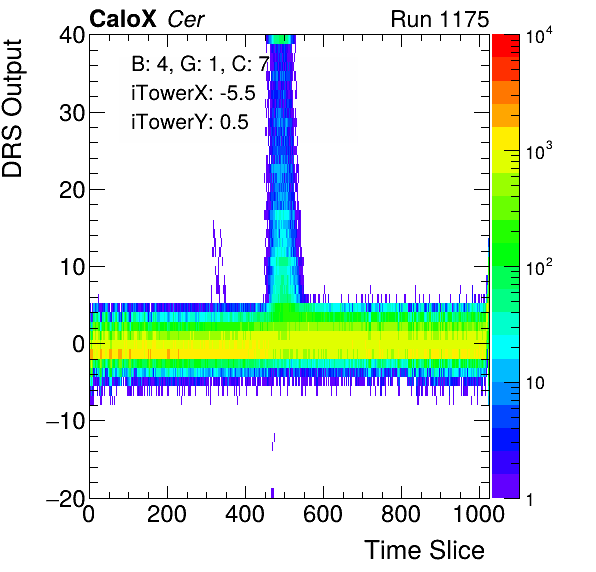 CaloX Cer Run 1175
B: 4, G: 1, C: 7
iTowerX: -5.5
iTowerY: 0.5
DRS Output
40
30
20
10
0
−10
−20
0 200 400 600 800 1000
Time Slice
10^4
10^3
10^2
10
1